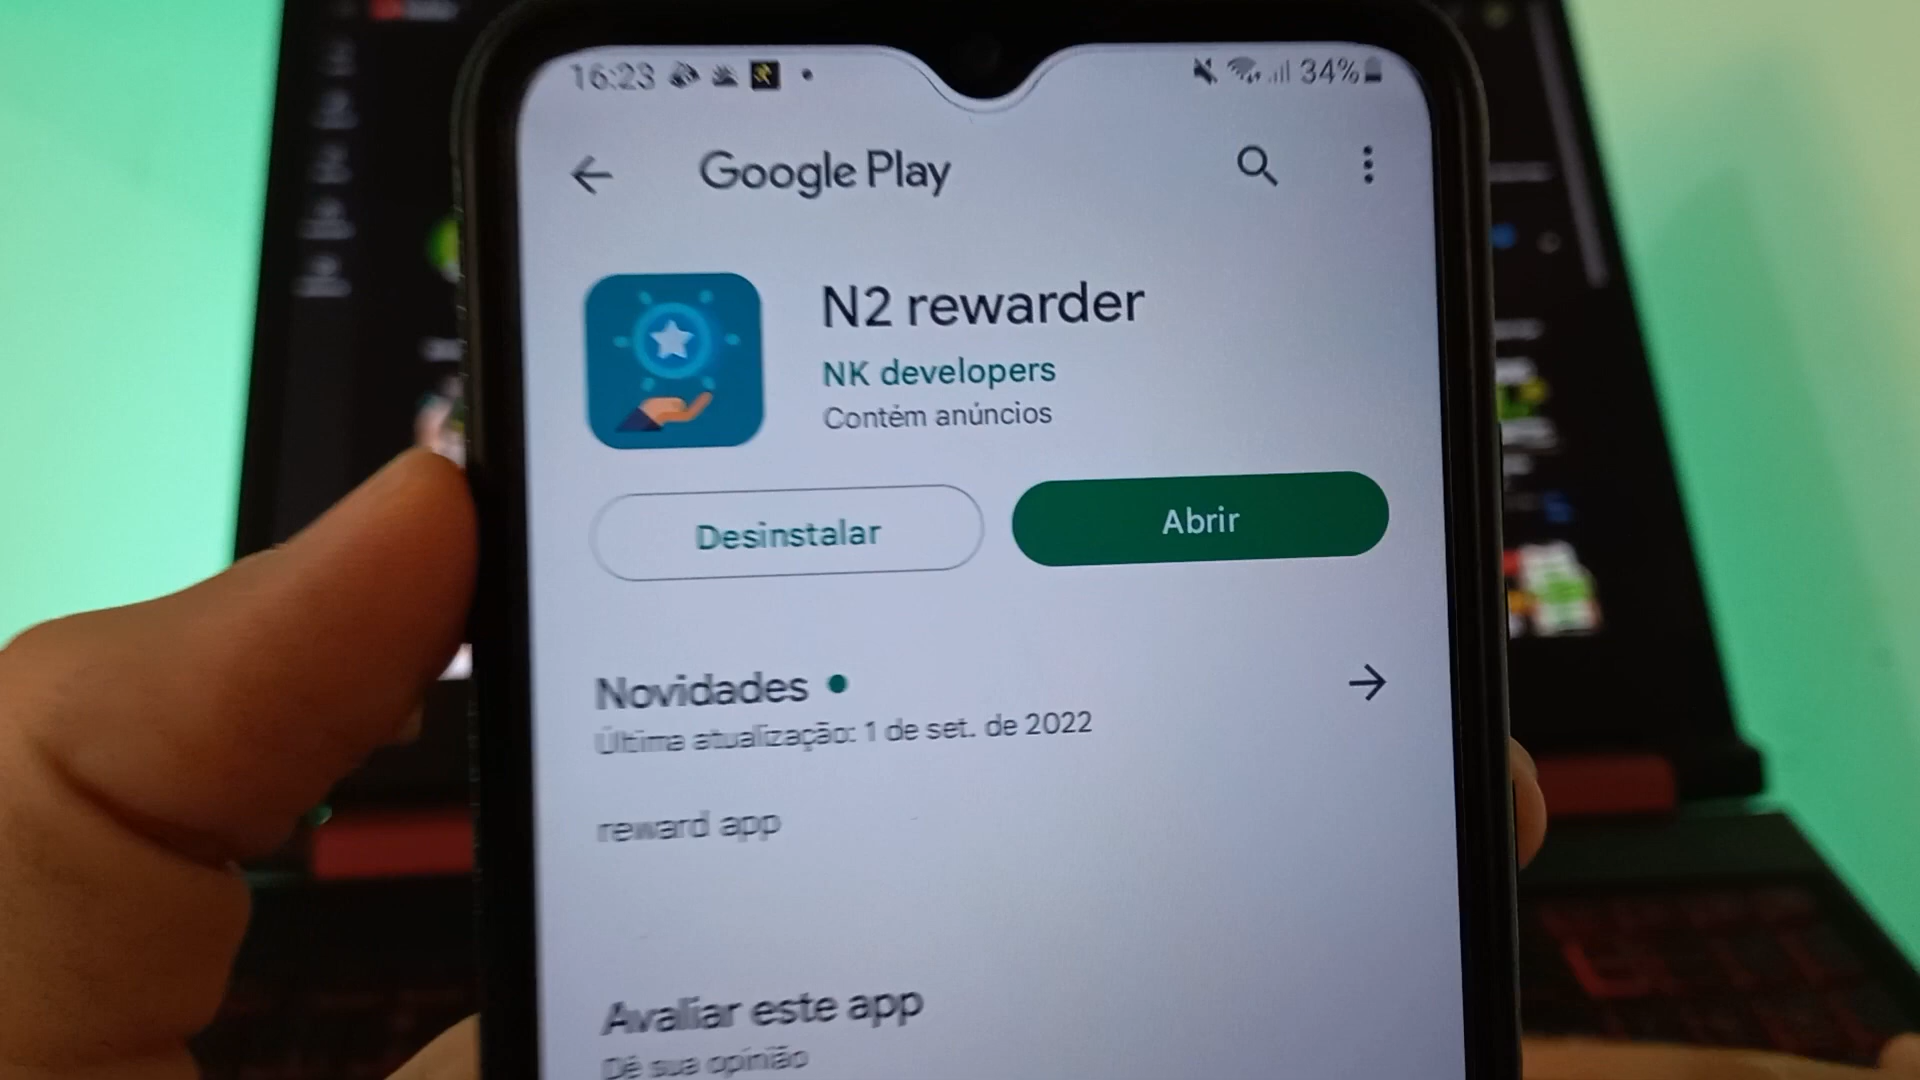 16:23
34%
Google Play
N2 rewarder
NK developers
Contém anúncios
Desinstalar
Abrir
Novidades
Última atualização: 1 de set. de 2022
reward app
Avaliar este app
Dê sua opinião